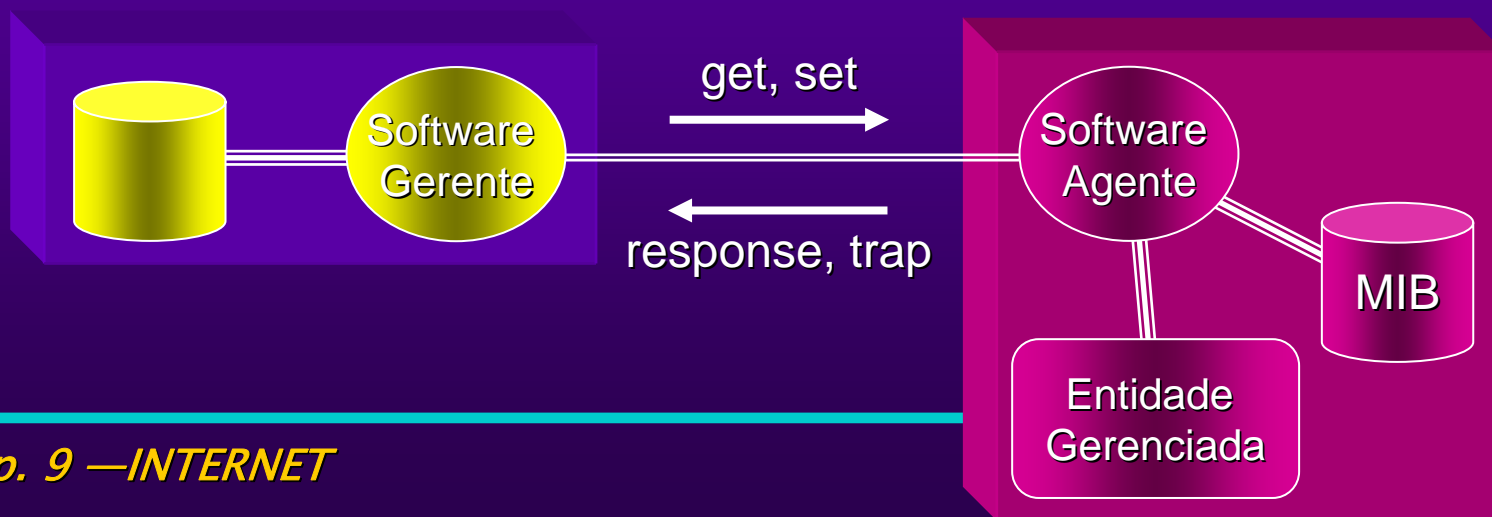 get, set
Software
Gerente
Software
Agente
response, trap
MIB
Entidade
Gerenciada
p. 9 —INTERNET